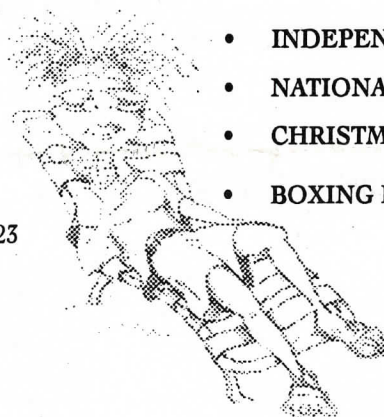 • INDEPEN
• NATIONA
• CHRISTM
• BOXING
23